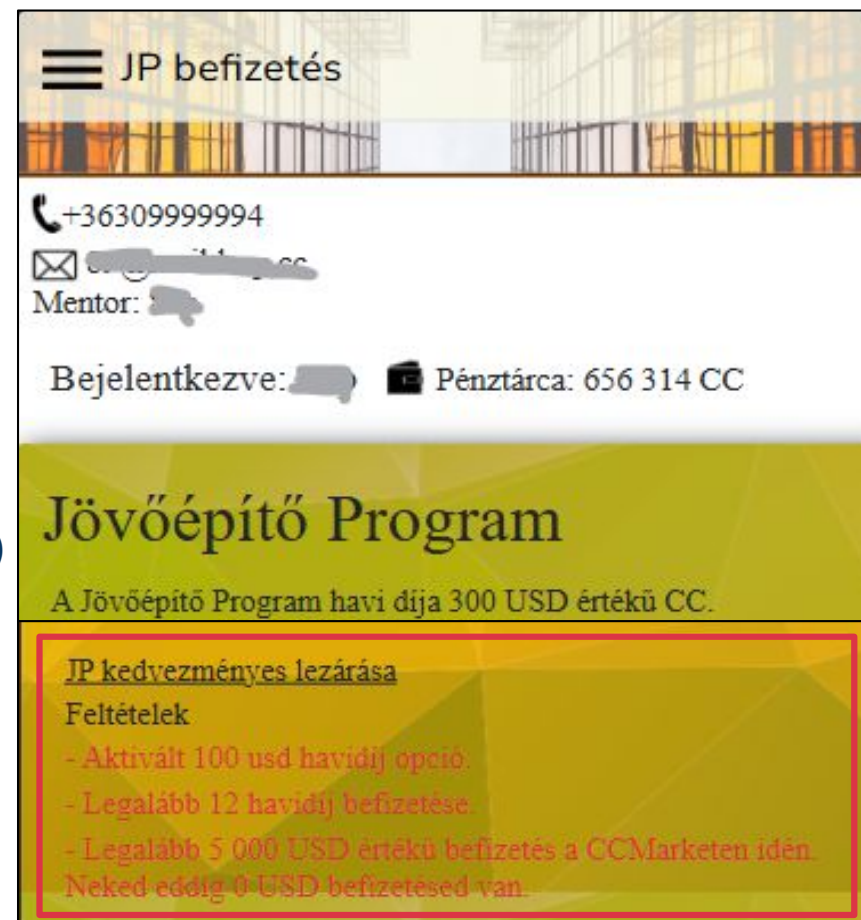 JP befizetés
+36309999994
Mentor:
Bejelentkezve: Pénztárca: 656 314 CC
Jövőépítő Program
A Jövőépítő Program havi díja 300 USD értékű CC.
JP kedvezményes lezárása
Feltételek
- Aktivált 100 usd havidíj opció.
- Legalább 12 havidíj befizetése.
- Legalább 5 000 USD értékű befizetés a CCMarketen idén.
Neked eddig 0 USD befizetésed van.